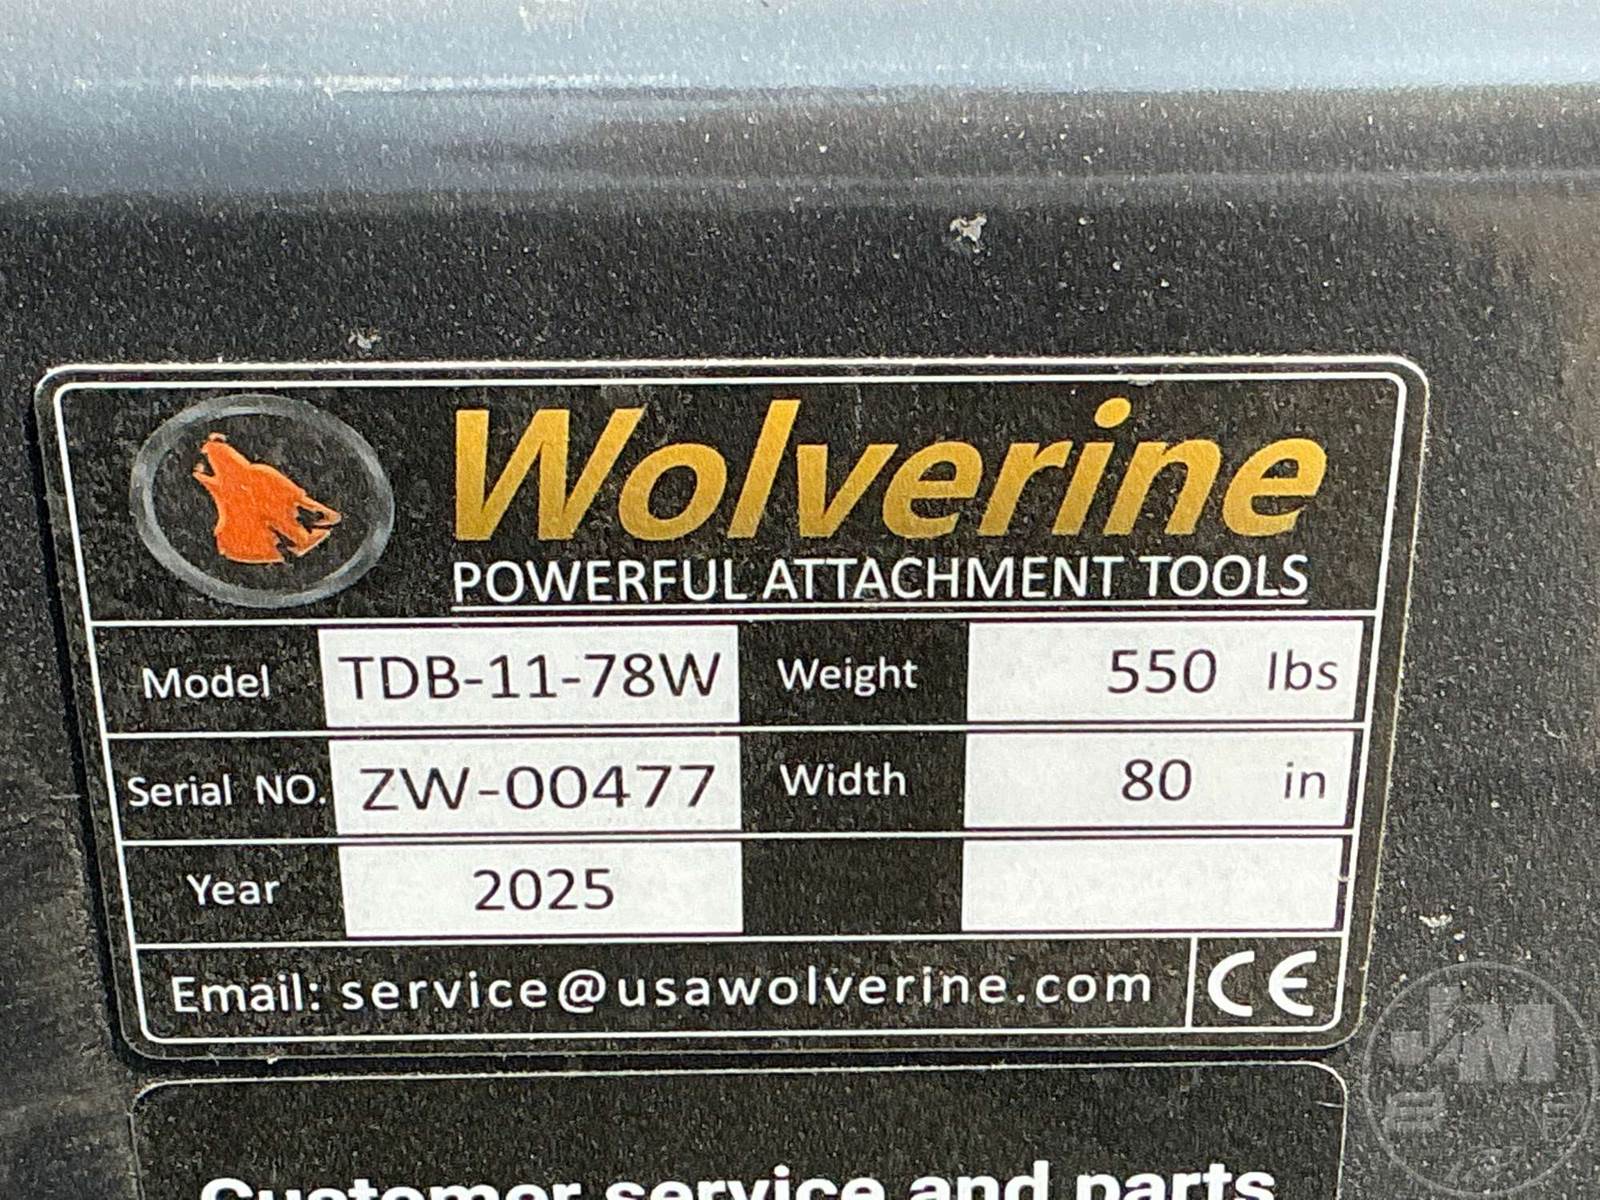 Wolverine
POWERFUL ATTACHMENT TOOLS
Model TDB-11-78W Weight 550 lbs
Serial NO. ZW-00477 Width 80 in
Year 2025
Email: service@usawolverine.com CE
Customer service and parts
JM